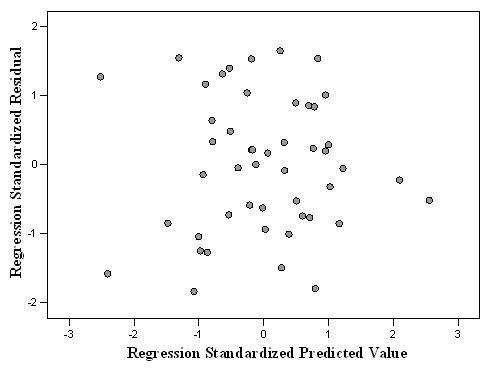 Regression Standardized Residual
2
1
0
-1
-2
-3 -2 -1 0 1 2 3
Regression Standardized Predicted Value